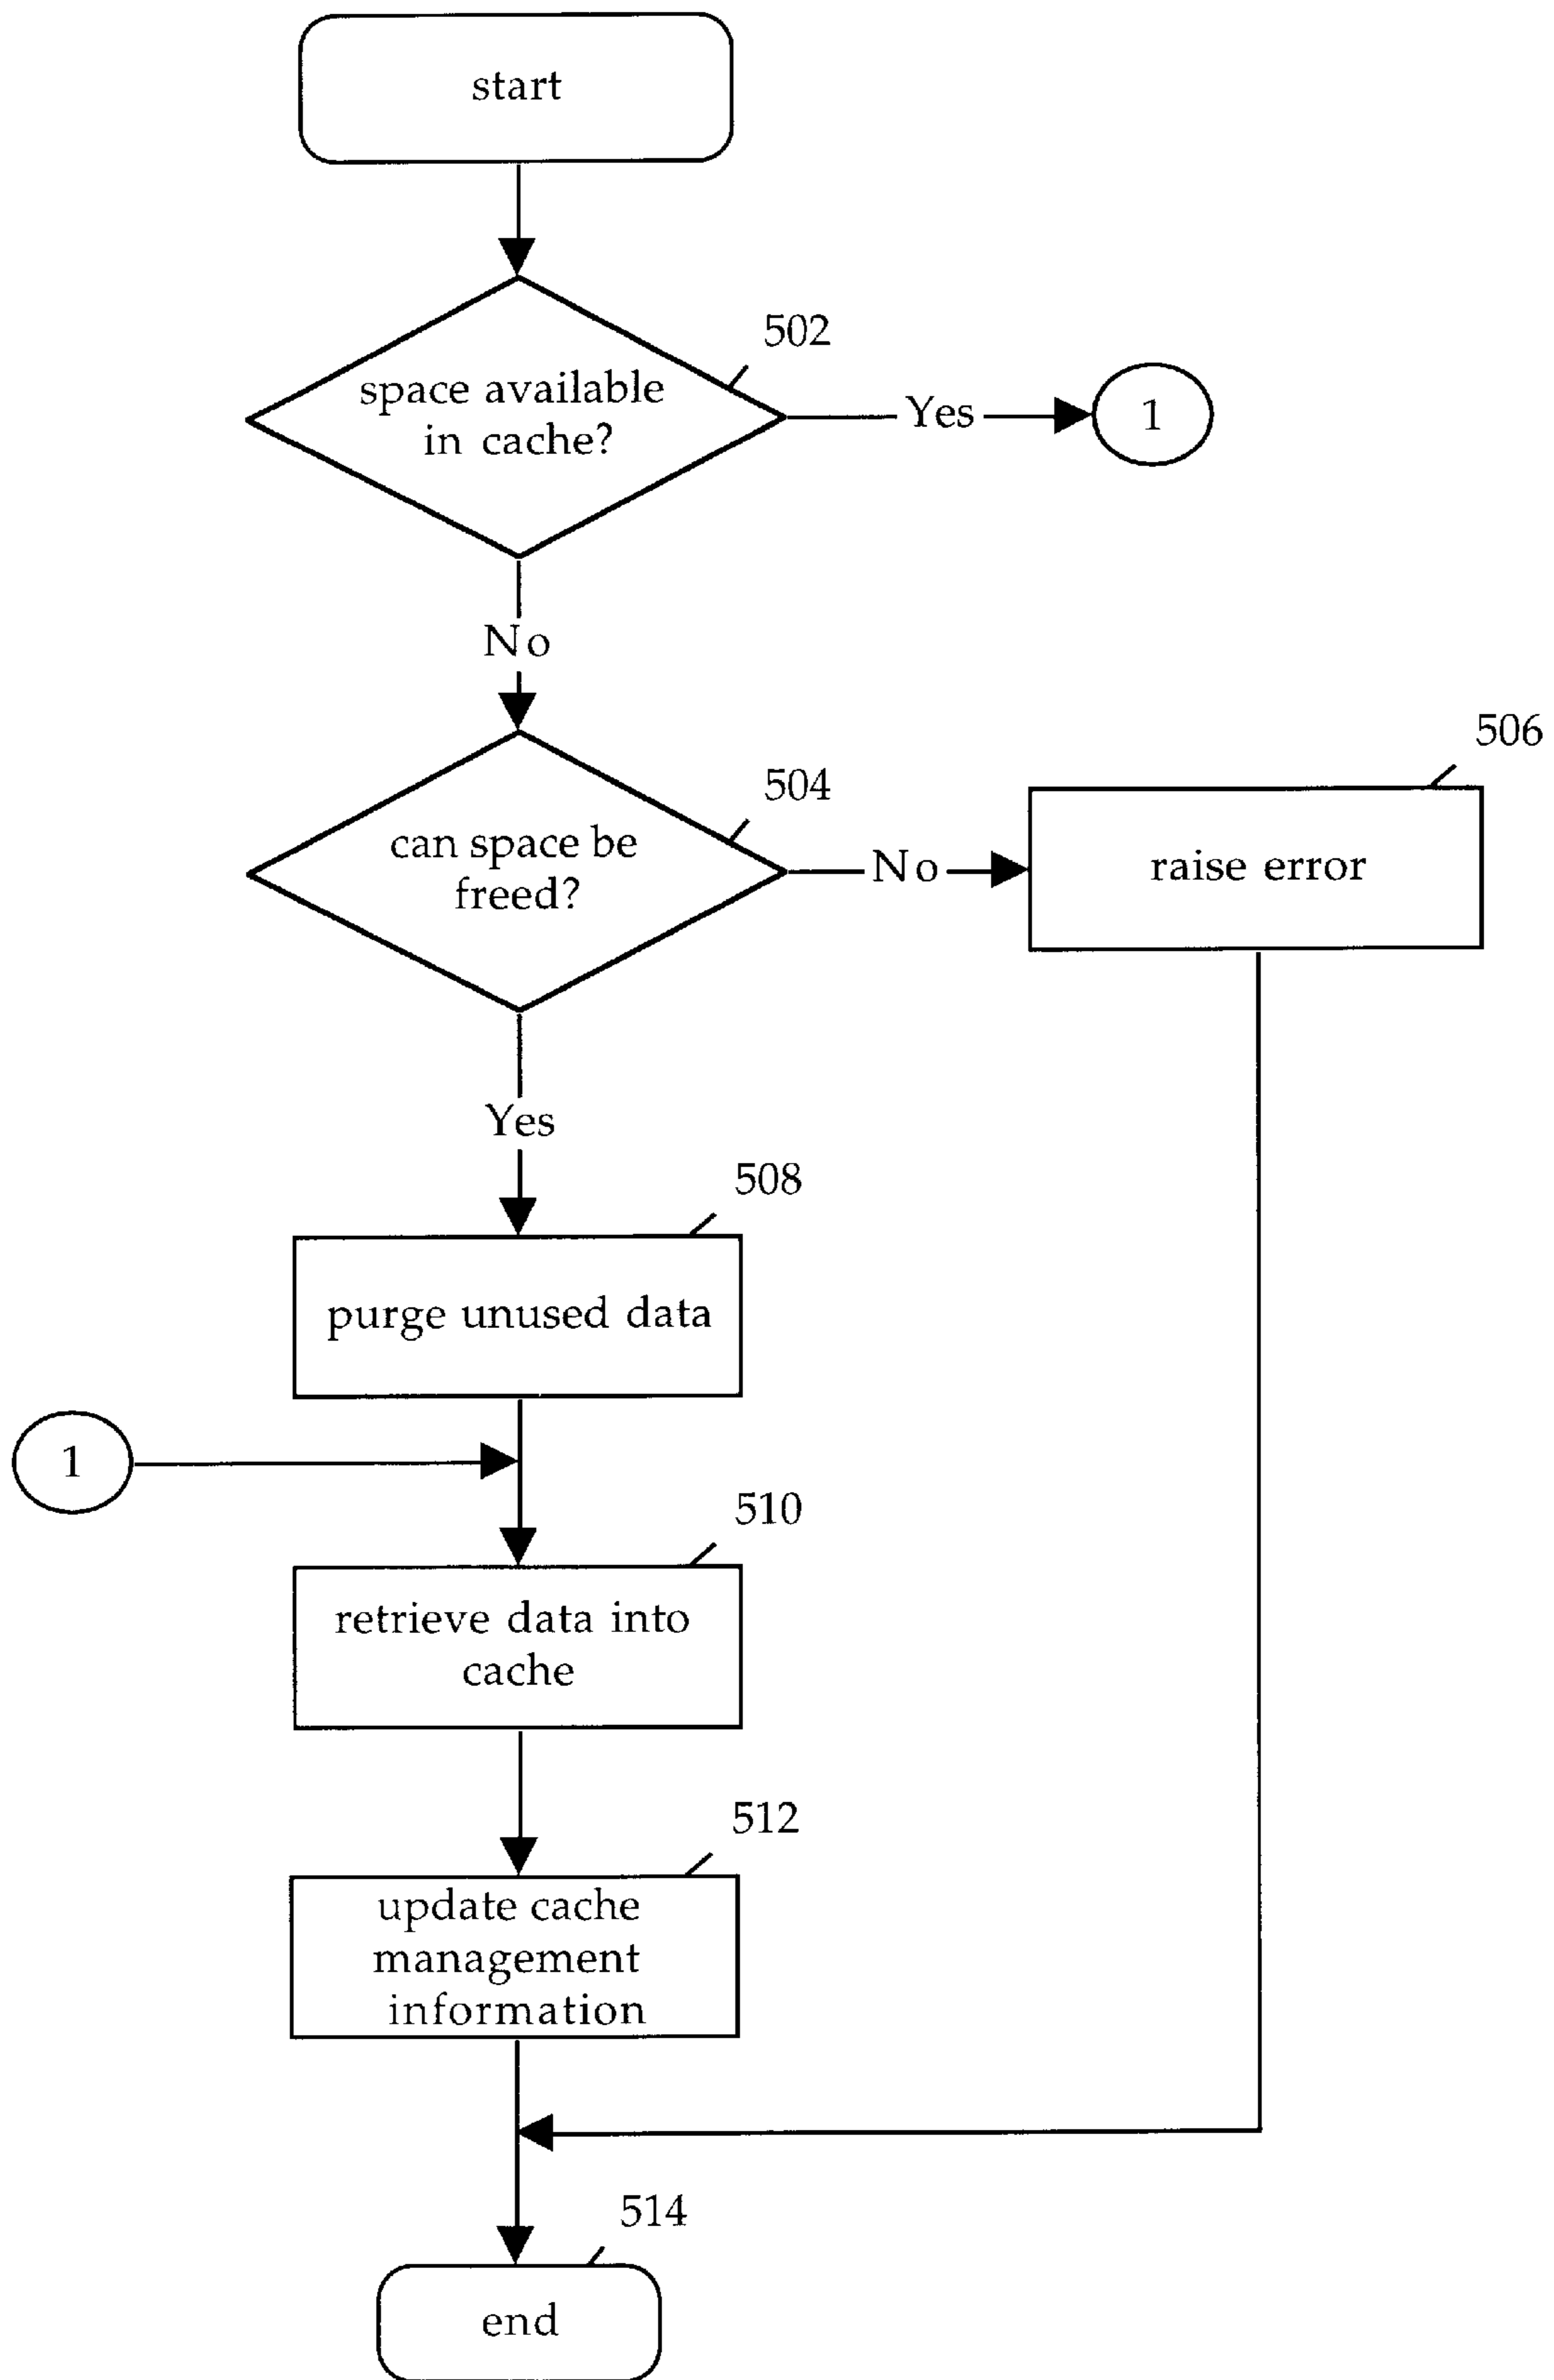 start
502
space available
in cache?
Yes
1
No
506
504
can space be
freed?
No
raise error
Yes
508
purge unused data
1
510
retrieve data into
cache
512
update cache
management
information
514
end